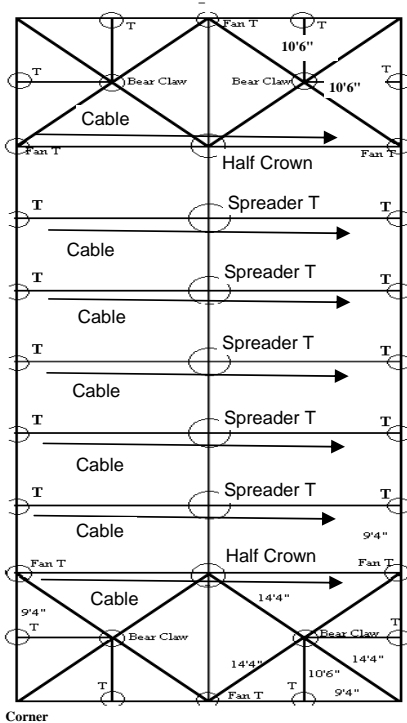 Fan T
T T
10'6"
T Bear Claw Bear Claw 10'6" T
Cable
Fan T Fan T
Half Crown
T Spreader T T
Cable
T Spreader T T
Cable
T Spreader T T
Cable
T Spreader T T
Cable
T Spreader T T
Cable
9'4"
Fan T Half Crown Fan T
Cable 14'4"
9'4"
T Bear Claw Bear Claw T
14'4" 10'6" 14'4"
T T
Fan T 9'4"
Corner